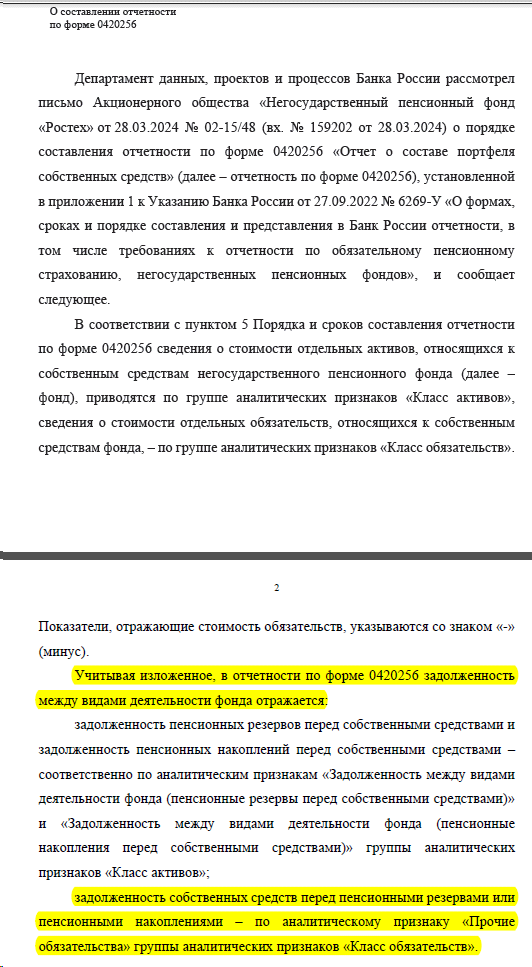 О составлении отчетности
по форме 0420256
Департамент данных, проектов и процессов Банка России рассмотрел
письмо Акционерного общества «Негосударственный пенсионный фонд
«Ростех» от 28.03.2024 № 02-15/48 (вх. № 159202 от 28.03.2024) о порядке
составления отчетности по форме 0420256 «Отчет о составе портфеля
собственных средств» (далее – отчетность по форме 0420256), установленной
в приложении 1 к Указанию Банка России от 27.09.2022 № 6269-У «О формах,
сроках и порядке составления и представления в Банк России отчетности, в
том числе требованиях к отчетности по обязательному пенсионному
страхованию, негосударственных пенсионных фондов», и сообщает
следующее.
В соответствии с пунктом 5 Порядка и сроков составления отчетности
по форме 0420256 сведения о стоимости отдельных активов, относящихся к
собственным средствам негосударственного пенсионного фонда (далее –
фонд), приводятся по группе аналитических признаков «Класс активов»,
сведения о стоимости отдельных обязательств, относящихся к собственным
средствам фонда, – по группе аналитических признаков «Класс обязательств».
2
Показатели, отражающие стоимость обязательств, указываются со знаком «-»
(минус).
Учитывая изложенное, в отчетности по форме 0420256 задолженность
между видами деятельности фонда отражается:
задолженность пенсионных резервов перед собственными средствами и
задолженность пенсионных накоплений перед собственными средствами –
соответственно по аналитическим признакам «Задолженность между видами
деятельности фонда (пенсионные резервы перед собственными средствами)»
и «Задолженность между видами деятельности фонда (пенсионные
накопления перед собственными средствами)» группы аналитических
признаков «Класс активов»;
задолженность собственных средств перед пенсионными резервами или
пенсионными накоплениями – по аналитическому признаку «Прочие
обязательства» группы аналитических признаков «Класс обязательств».